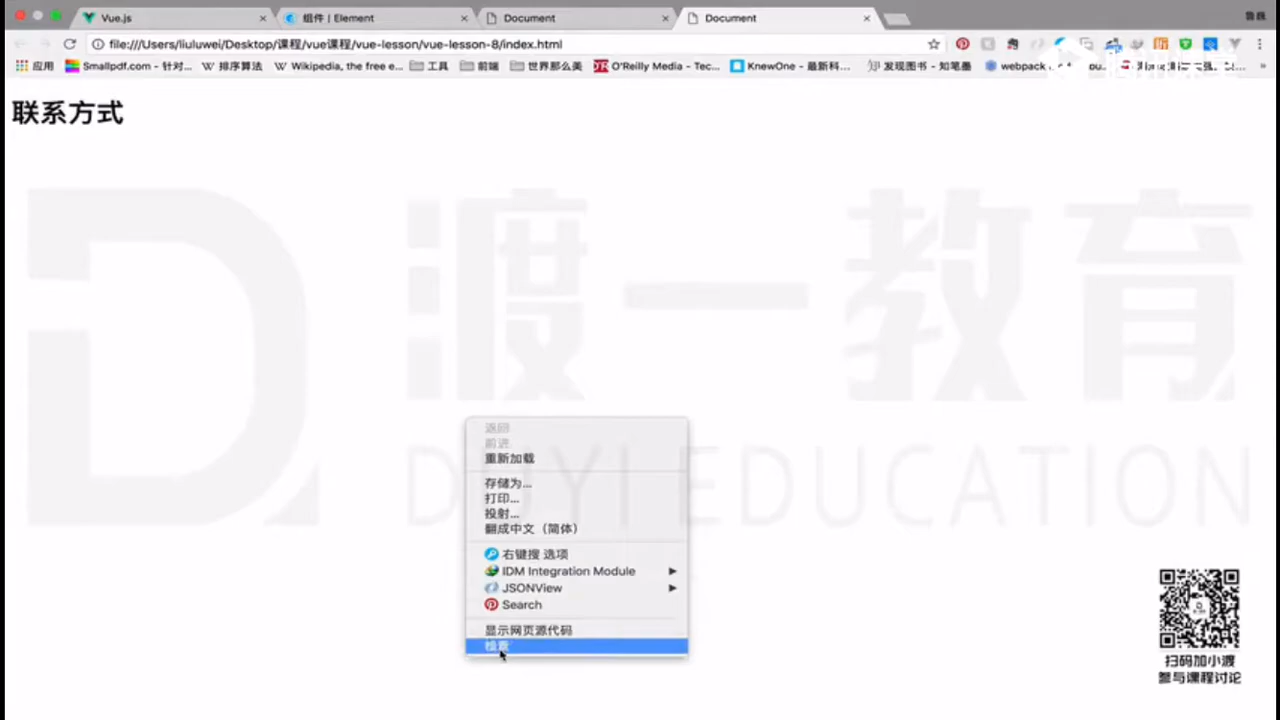 Vue.js
组件 | Element
Document
Document
file:///Users/liuluwei/Desktop/课程/vue课程/vue-lesson/vue-lesson-8/index.html
应用 Smallpdf.com - 针对... 排序算法 Wikipedia, the free e... 工具 前端 世界那么美 O'Reilly Media - Tec... KnewOne - 最新科... 发现图书 - 知笔墨 webpack
联系方式
渡一教育
DUYI EDUCATION
返回
前进
重新加载
存储为...
打印...
投射...
翻成中文（简体）
右键搜 选项
IDM Integration Module
JSONView
Search
显示网页源代码
检查
扫码加小渡
参与课程讨论